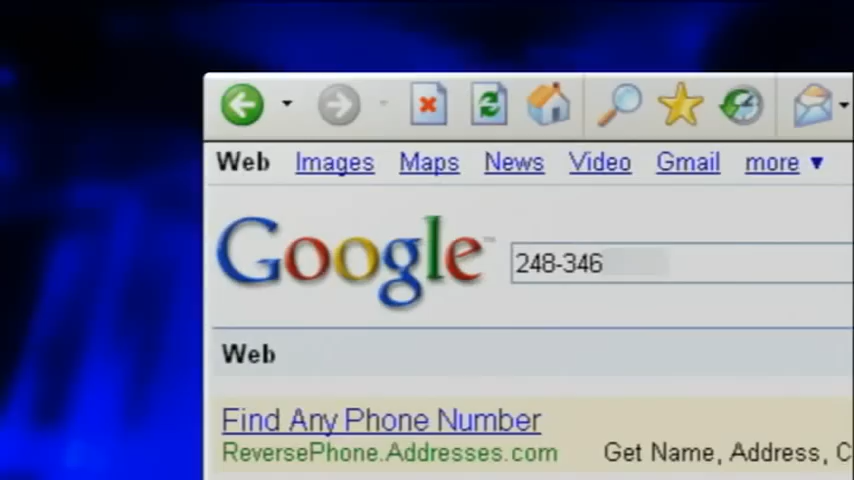 Web Images Maps News Video Gmail more ▼
Google™ 248-346
Web
Find Any Phone Number
ReversePhone.Addresses.com Get Name, Address, C